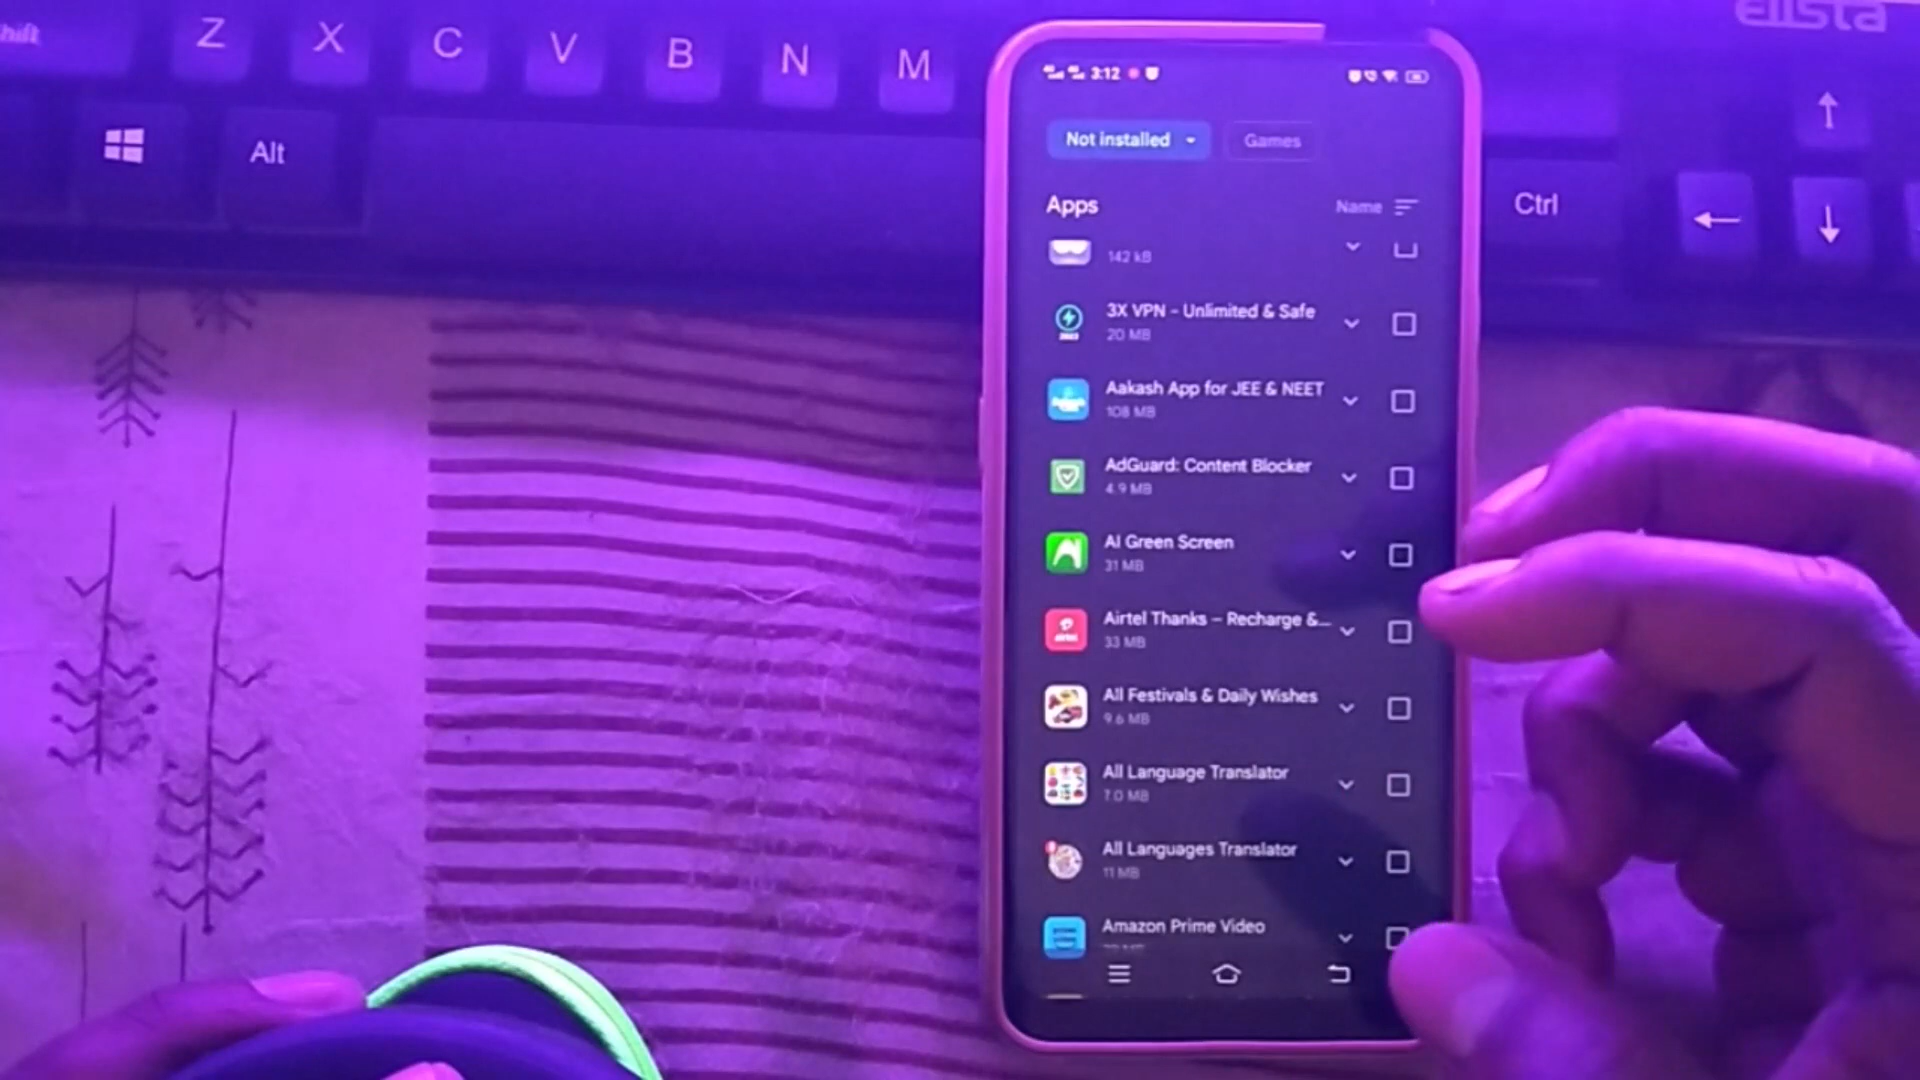 Z X C V B N M
Alt
Ctrl
3:12
Not installed
Games
Apps
Name
142 kB
3X VPN - Unlimited & Safe
20 MB
Aakash App for JEE & NEET
108 MB
AdGuard: Content Blocker
4.9 MB
AI Green Screen
31 MB
Airtel Thanks – Recharge &...
33 MB
All Festivals & Daily Wishes
9.6 MB
All Language Translator
7.0 MB
All Languages Translator
11 MB
Amazon Prime Video